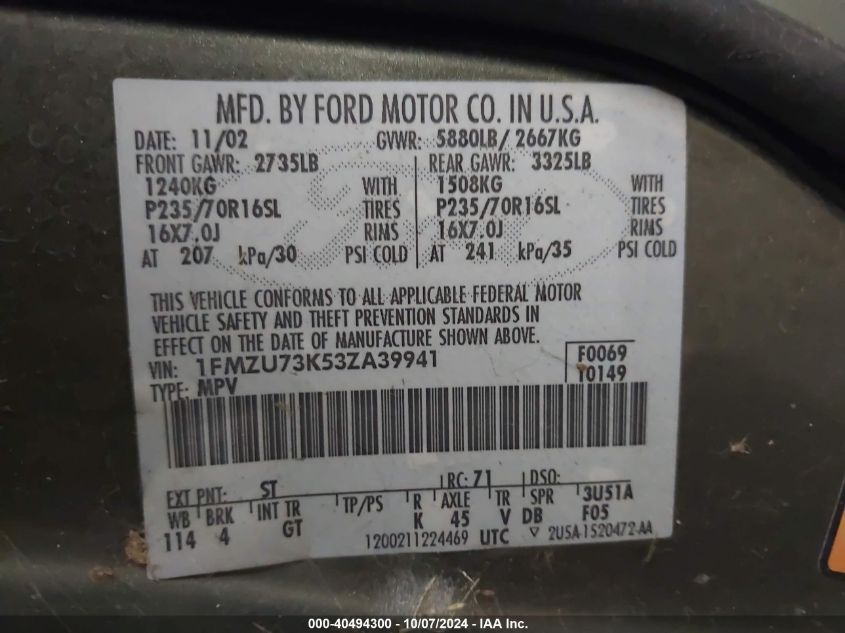 MFD. BY FORD MOTOR CO. IN U.S.A.
DATE: 11/02 GVWR: 5880LB/ 2667KG
FRONT GAWR: 2735LB REAR GAWR: 3325LB
1240KG WITH 1508KG WITH
P235/70R16SL TIRES P235/70R16SL TIRES
16X7.0J RIMS 16X7.0J RIMS
AT 207 kPa/30 PSI COLD AT 241 kPa/35 PSI COLD
THIS VEHICLE CONFORMS TO ALL APPLICABLE FEDERAL MOTOR
VEHICLE SAFETY AND THEFT PREVENTION STANDARDS IN
EFFECT ON THE DATE OF MANUFACTURE SHOWN ABOVE.
VIN: 1FMZU73K53ZA39941 F0069
TYPE: MPV T0149
EXT PNT: ST RC: 71 DSO:
WB BRK INT TR TP/PS R AXLE TR SPR 3U51A
114 4 GT K 45 V DB F05
1200211224469 UTC ▽ 2U5A-1520472-AA
000-40494300 - 10/07/2024 - IAA Inc.